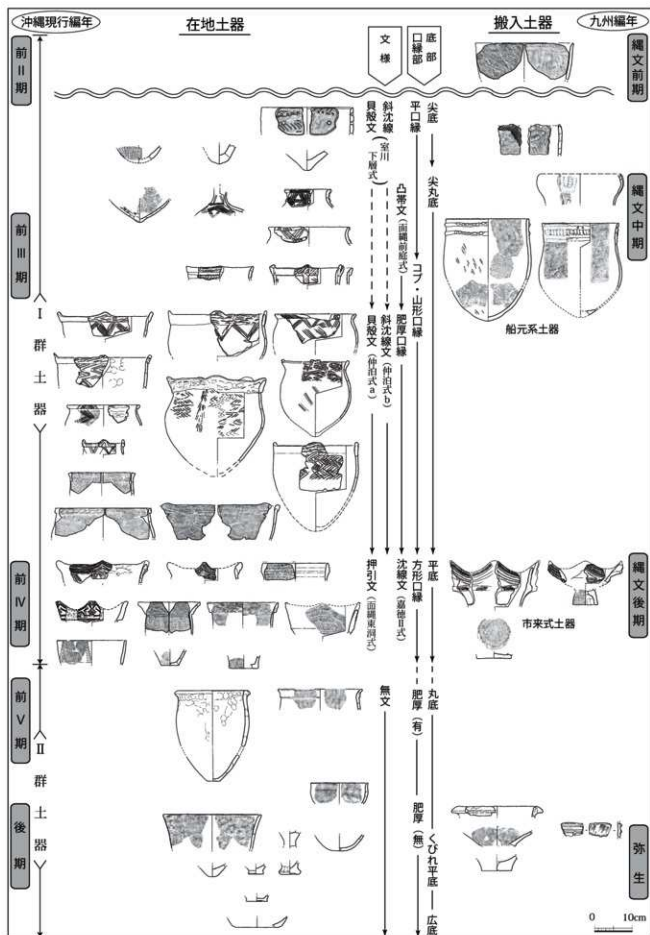 沖縄現行編年
在地土器
文様
底部
口縁部
搬入土器
九州編年
前Ⅱ期
前Ⅲ期
前Ⅳ期
前Ⅴ期
後期
Ⅰ群土器
Ⅱ群土器
貝殻文
斜沈線
(室川下層式)
凸帯文(面縄前庭式)
貝殻文(仲泊式a)
斜沈線文(仲泊式b)
肥厚口縁
押引文(面縄東洞式)
沈線文(嘉徳Ⅱ式)
無文
平口縁
コブ・山形口縁
方形口縁
肥厚(有)
肥厚(無)
尖底
尖丸底
平底
丸底
くびれ平底
広底
船元系土器
市来式土器
縄文前期
縄文中期
縄文後期
弥生
0 10cm